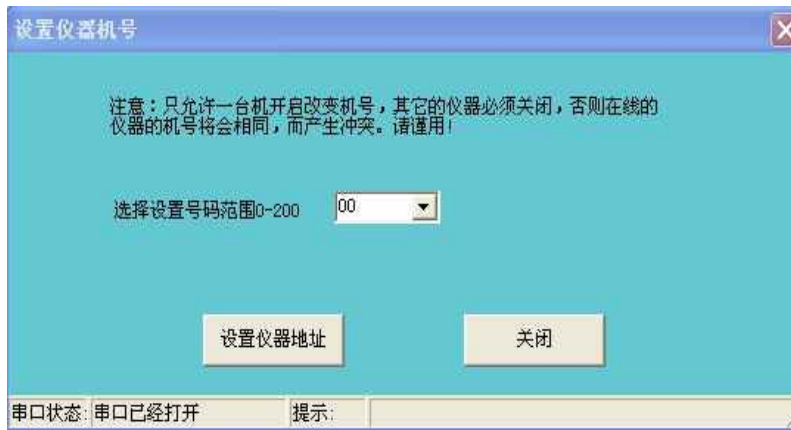 设置仪器机号
注意：只允许一台机开启改变机号，其它的仪器必须关闭，否则在线的
仪器的机号将会相同，而产生冲突。请谨用!
选择设置号码范围0-200 00
设置仪器地址 关闭
串口状态: 串口已经打开 提示: